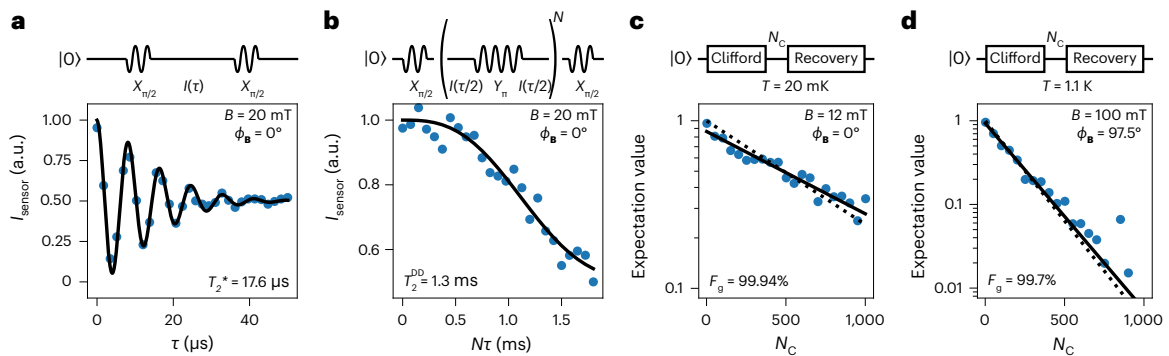 a
|0⟩
X_π/2 I(τ) X_π/2
B = 20 mT
ϕ_B = 0°
T_2* = 17.6 µs
I_sensor (a.u.)
1.00
0.75
0.50
0.25
0
0 20 40
τ (µs)
b
N
|0⟩
X_π/2 I(τ/2) Y_π I(τ/2) X_π/2
B = 20 mT
ϕ_B = 0°
T_2^DD = 1.3 ms
I_sensor (a.u.)
1.0
0.8
0.6
0 0.5 1.0 1.5
Nτ (ms)
c
N_C
|0⟩ Clifford Recovery
T = 20 mK
B = 12 mT
ϕ_B = 0°
F_g = 99.94%
Expectation value
1
0.1
0 500 1,000
N_C
d
N_C
|0⟩ Clifford Recovery
T = 1.1 K
B = 100 mT
ϕ_B = 97.5°
F_g = 99.7%
Expectation value
1
0.1
0.01
0 500 1,000
N_C